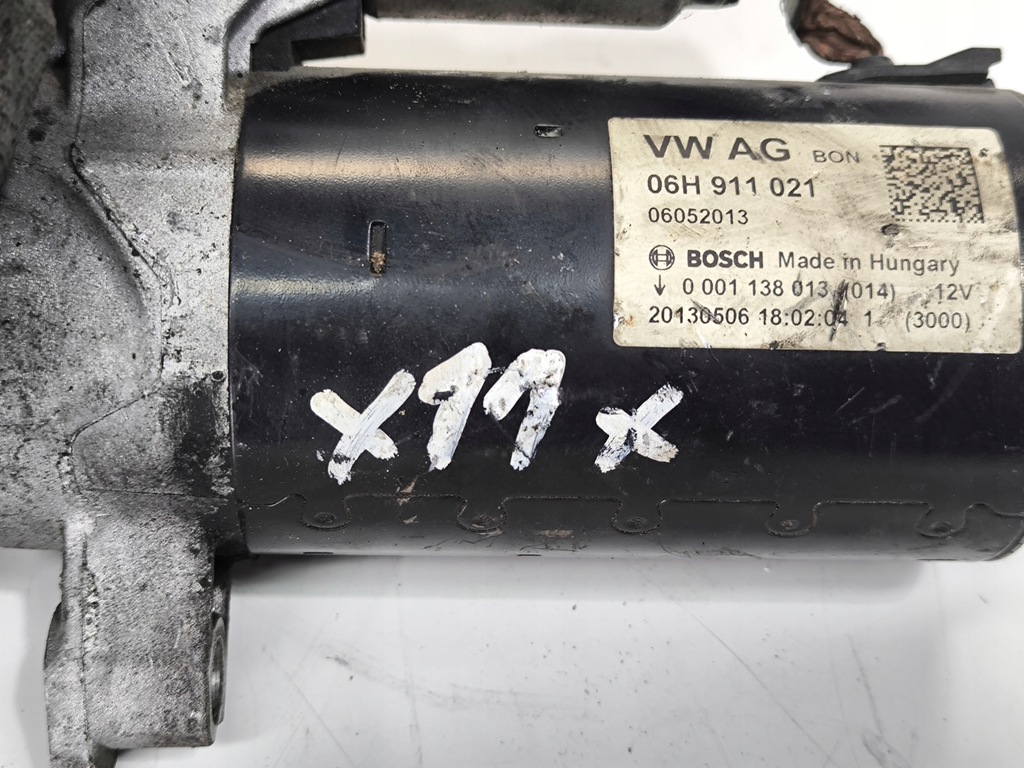 VW AG BON
06H 911 021
06052013
BOSCH Made in Hungary
↓ 0 001 138 013 (014) 12V
20130506 18:02:04 1 (3000)
x11 x